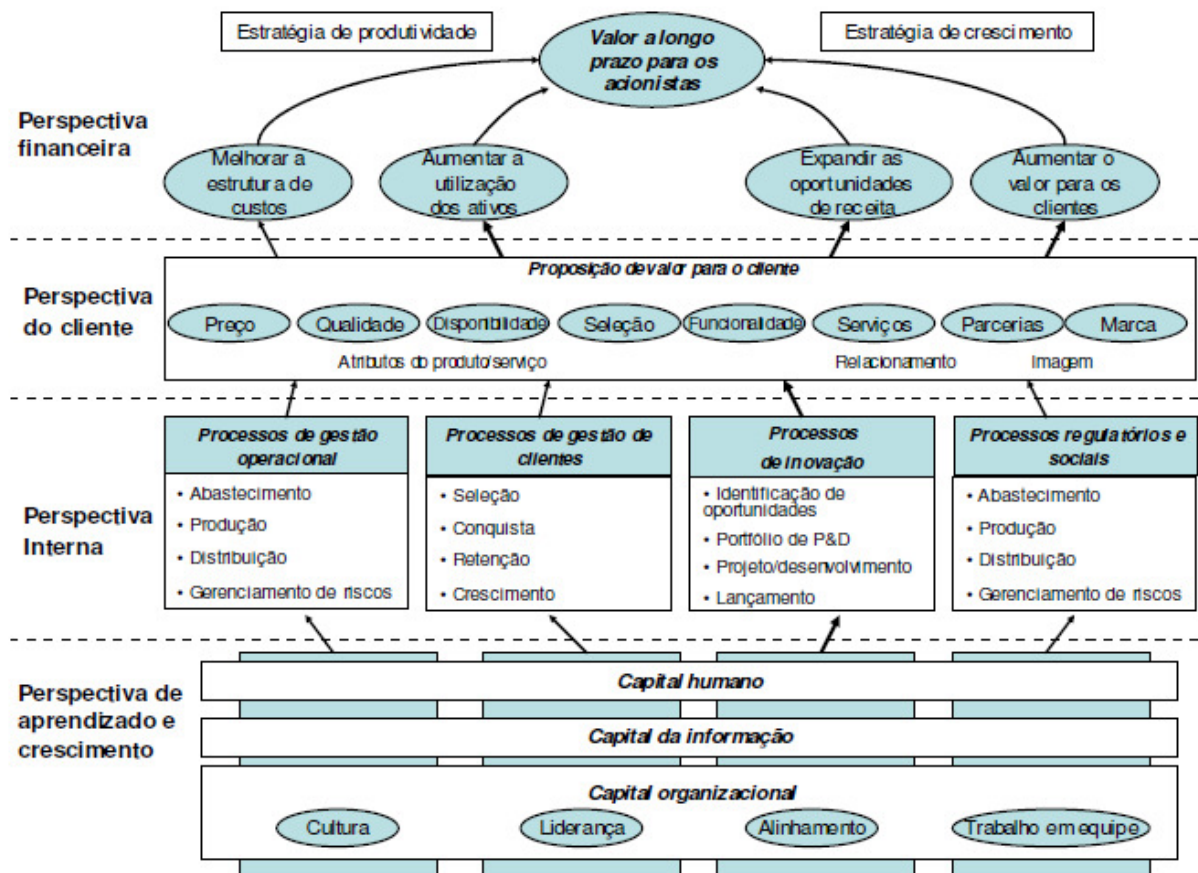 Estratégia de produtividade
Valor a longo
prazo para os
acionistas
Estratégia de crescimento
Perspectiva
financeira
Melhorar a
estrutura de
custos
Aumentar a
utilização
dos ativos
Expandir as
oportunidades
de receita
Aumentar o
valor para os
clientes
Perspectiva
do cliente
Proposição de valor para o cliente
Preço
Qualidade
Disponibilidade
Seleção
Funcionalidade
Serviços
Parcerias
Marca
Atributos do produto/serviço
Relacionamento
Imagem
Perspectiva
Interna
Processos de gestão
operacional
• Abastecimento
• Produção
• Distribuição
• Gerenciamento de riscos
Processos de gestão de
clientes
• Seleção
• Conquista
• Retenção
• Crescimento
Processos
de inovação
• Identificação de
oportunidades
• Portfólio de P&D
• Projeto/desenvolvimento
• Lançamento
Processos regulatórios e
sociais
• Abastecimento
• Produção
• Distribuição
• Gerenciamento de riscos
Perspectiva de
aprendizado e
crescimento
Capital humano
Capital da informação
Capital organizacional
Cultura
Liderança
Alinhamento
Trabalho em equipe